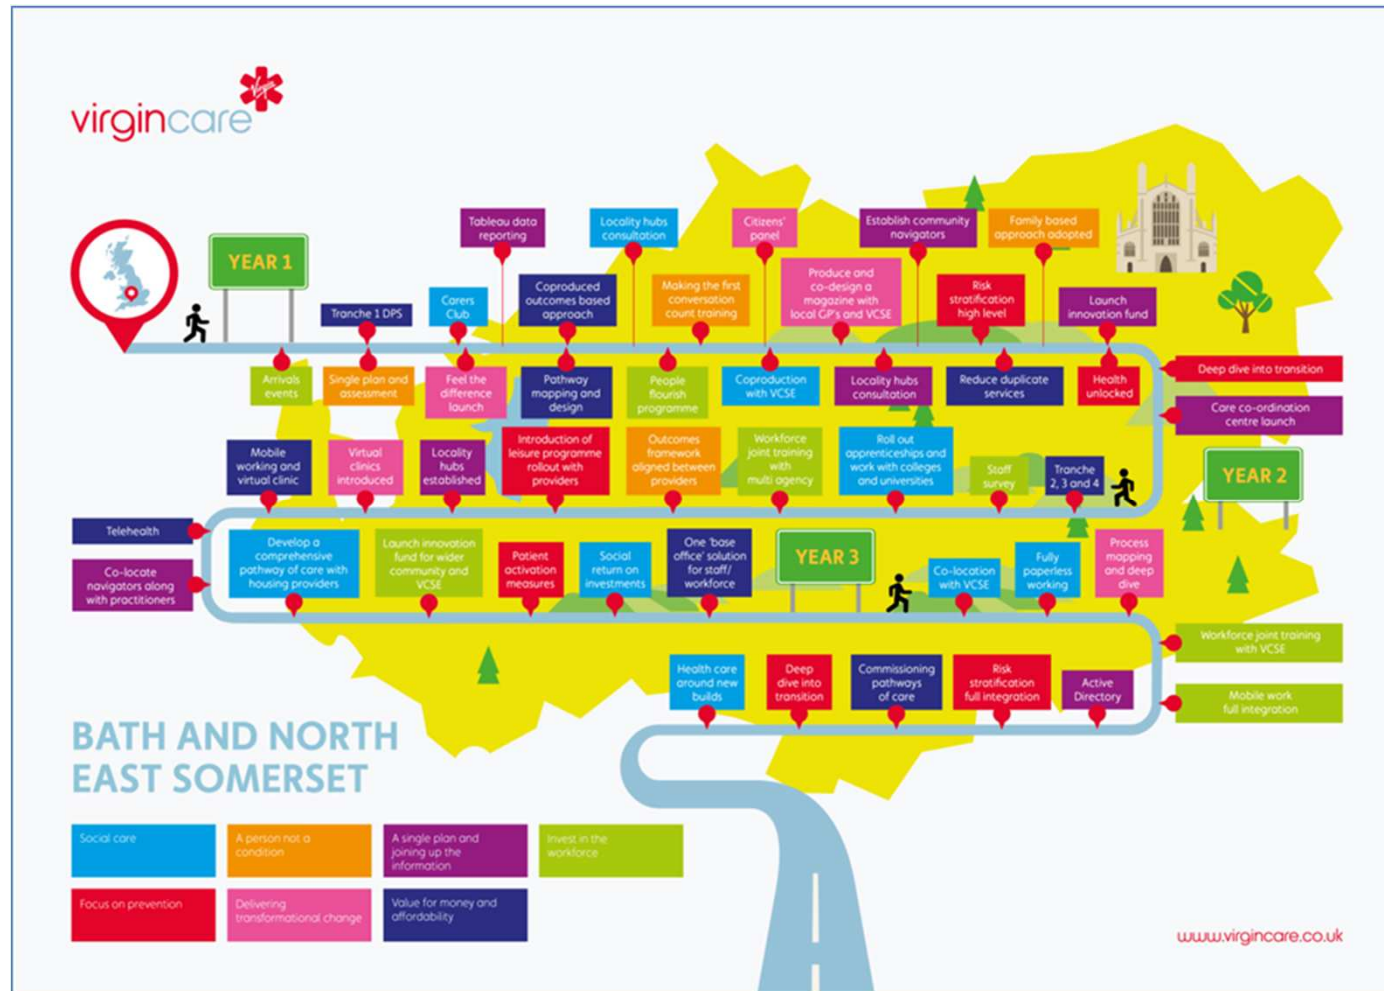 Virgin
virgincare
YEAR 1
Tableau data
reporting
Locality hubs
consultation
Citizens'
panel
Establish community
navigators
Family based
approach adopted
Tranche 1 DPS
Carers
Club
Coproduced
outcomes based
approach
Making the first
conversation
count training
Produce and
co-design a
magazine with
local GP's and VCSE
Risk
stratification
high level
Launch
innovation fund
Arrivals
events
Single plan and
assessment
Feel the
difference
launch
Pathway
mapping and
design
People
flourish
programme
Coproduction
with VCSE
Locality hubs
consultation
Reduce duplicate
services
Health
unlocked
Deep dive into transition
Care co-ordination
centre launch
YEAR 2
Mobile
working and
virtual clinic
Virtual
clinics
introduced
Locality
hubs
established
Introduction of
leisure programme
rollout with
providers
Outcomes
framework
aligned between
providers
Workforce
joint training
with
multi agency
Roll out
apprenticeships and
work with colleges
and universities
Staff
survey
Tranche
2, 3 and 4
Telehealth
Co-locate
navigators along
with practitioners
Develop a
comprehensive
pathway of care with
housing providers
Launch innovation
fund for wider
community and
VCSE
Patient
activation
measures
Social
return on
investments
One 'base
office' solution
for staff/
workforce
YEAR 3
Co-location
with VCSE
Fully
paperless
working
Process
mapping
and deep
dive
Workforce joint training
with VCSE
Mobile work
full integration
Health care
around new
builds
Deep
dive into
transition
Commissioning
pathways
of care
Risk
stratification
full integration
Active
Directory
BATH AND NORTH
EAST SOMERSET
Social care
A person not a
condition
A single plan and
joining up the
information
Invest in the
workforce
Focus on prevention
Delivering
transformational change
Value for money and
affordability
www.virgincare.co.uk